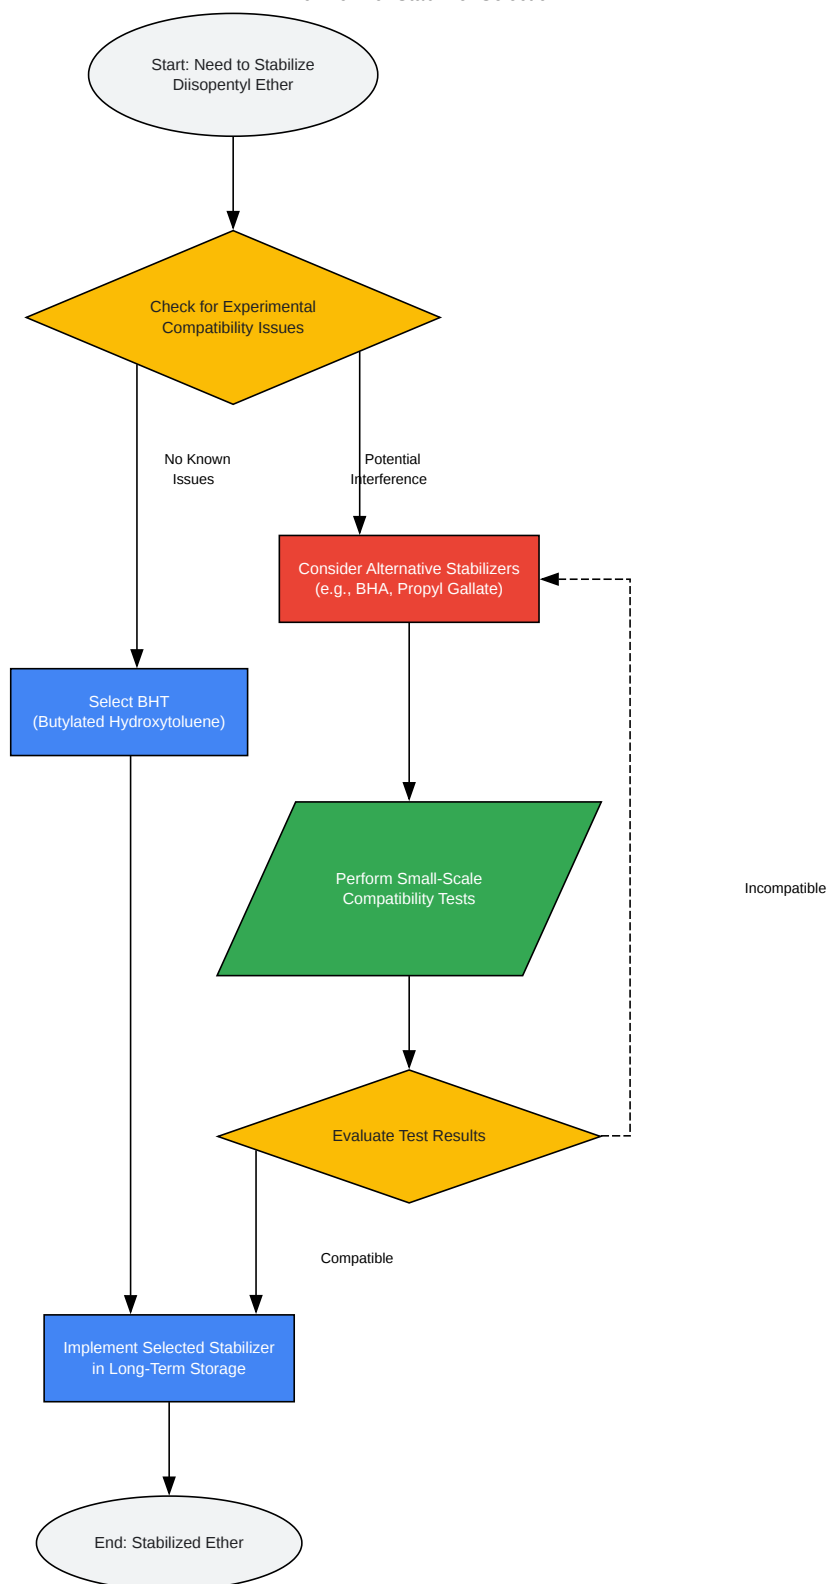 Start: Need to Stabilize
Diisopentyl Ether
Check for Experimental
Compatibility Issues
No Known
Issues
Potential
Interference
Consider Alternative Stabilizers
(e.g., BHA, Propyl Gallate)
Select BHT
(Butylated Hydroxytoluene)
Perform Small-Scale
Compatibility Tests
Incompatible
Evaluate Test Results
Compatible
Implement Selected Stabilizer
in Long-Term Storage
End: Stabilized Ether